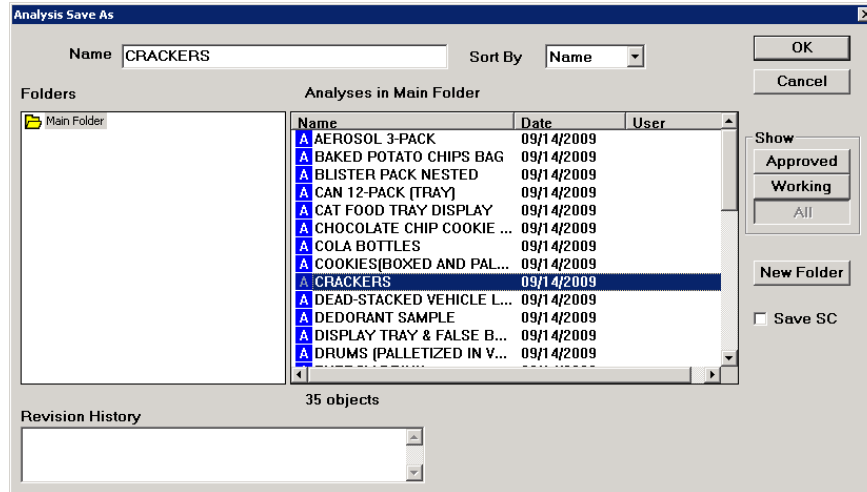 Analysis Save As
Name CRACKERS Sort By Name OK
Cancel
Folders Analyses in Main Folder
Main Folder
Name Date User
A AEROSOL 3-PACK 09/14/2009
A BAKED POTATO CHIPS BAG 09/14/2009
A BLISTER PACK NESTED 09/14/2009
A CAN 12-PACK (TRAY) 09/14/2009
A CAT FOOD TRAY DISPLAY 09/14/2009
A CHOCOLATE CHIP COOKIE ... 09/14/2009
A COLA BOTTLES 09/14/2009
A COOKIES(BOXED AND PAL... 09/14/2009
A CRACKERS 09/14/2009
A DEAD-STACKED VEHICLE L... 09/14/2009
A DEDORANT SAMPLE 09/14/2009
A DISPLAY TRAY & FALSE B... 09/14/2009
A DRUMS (PALLETIZED IN V... 09/14/2009
Show
Approved
Working
All
New Folder
Save SC
35 objects
Revision History